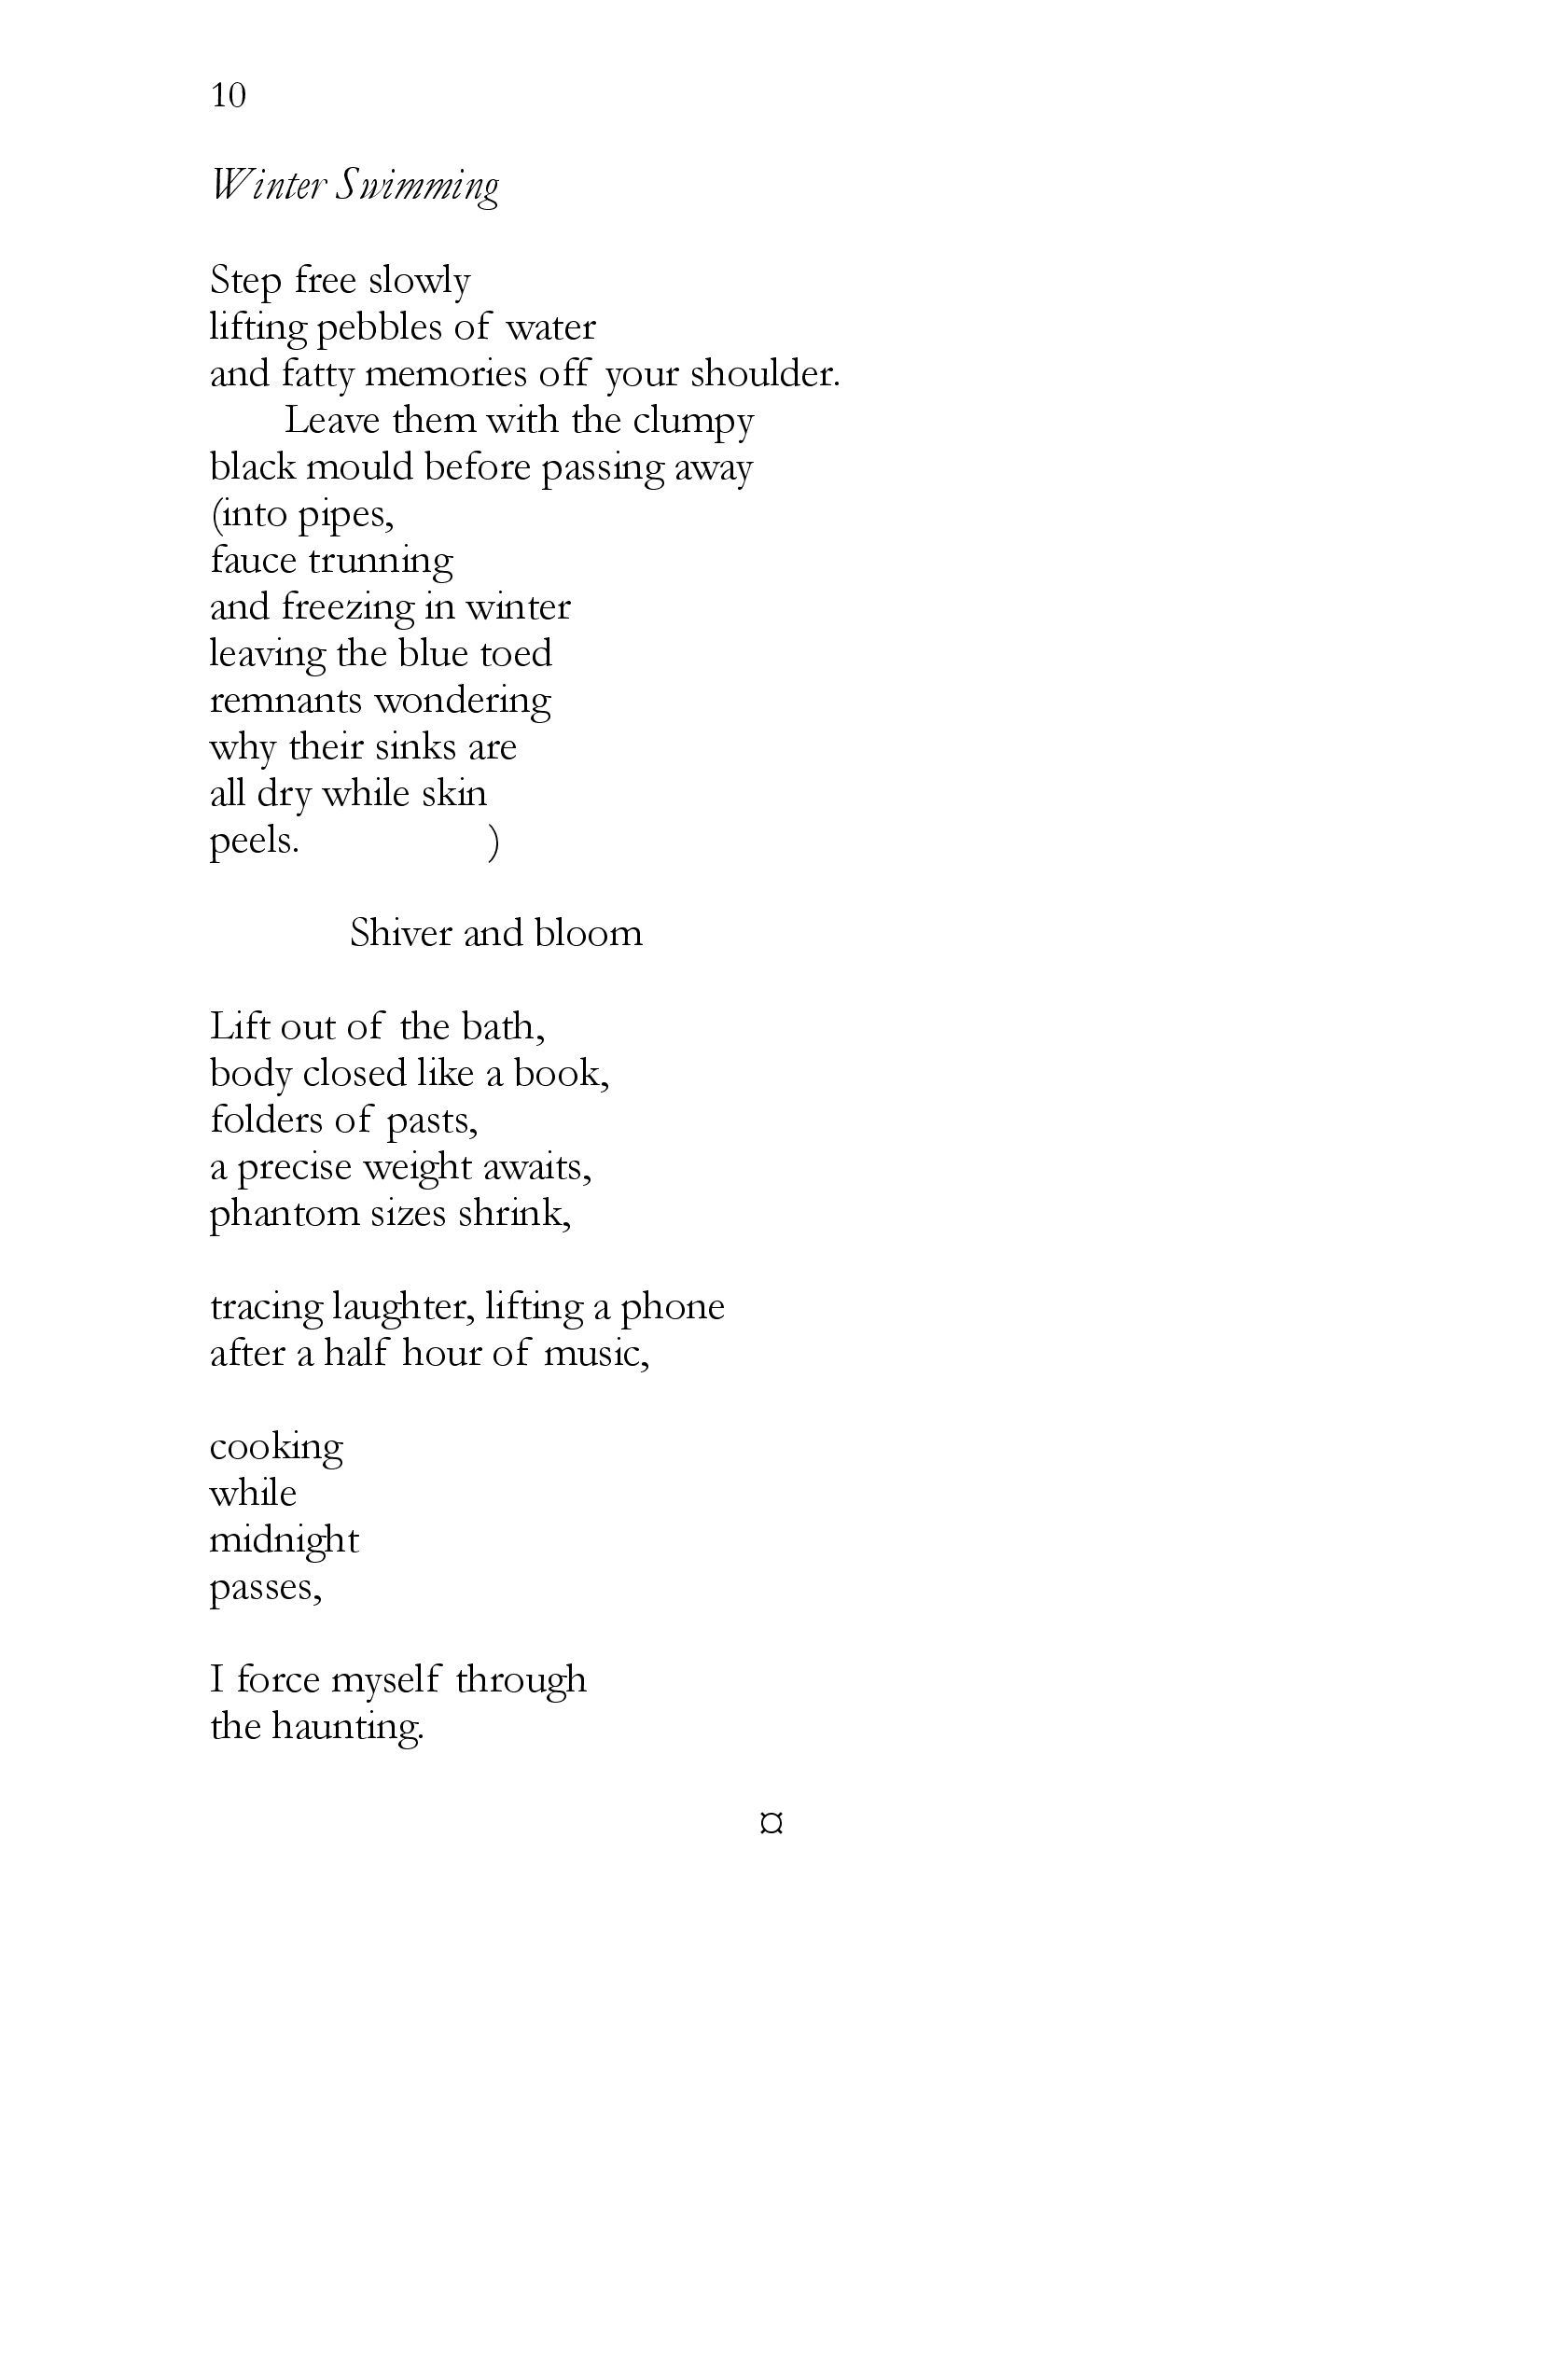 10
Winter Swimming
Step free slowly
lifting pebbles of water
and fatty memories off your shoulder.
Leave them with the clumpy
black mould before passing away
(into pipes,
fauce trunning
and freezing in winter
leaving the blue toed
remnants wondering
why their sinks are
all dry while skin
peels. )
Shiver and bloom
Lift out of the bath,
body closed like a book,
folders of pasts,
a precise weight awaits,
phantom sizes shrink,
tracing laughter, lifting a phone
after a half hour of music,
cooking
while
midnight
passes,
I force myself through
the haunting.
¤